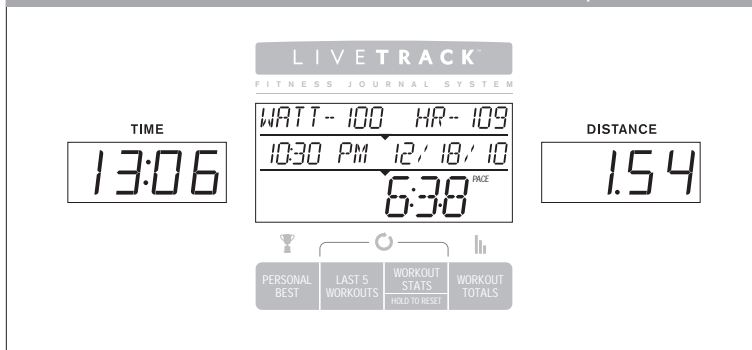 LIVETRACK™
FITNESS JOURNAL SYSTEM
WATT-100 HR-109
TIME
DISTANCE
13:06
10:30 PM 12/18/10
1.54
6:38 PACE
PERSONAL BEST
LAST 5 WORKOUTS
WORKOUT STATS
HOLD TO RESET
WORKOUT TOTALS